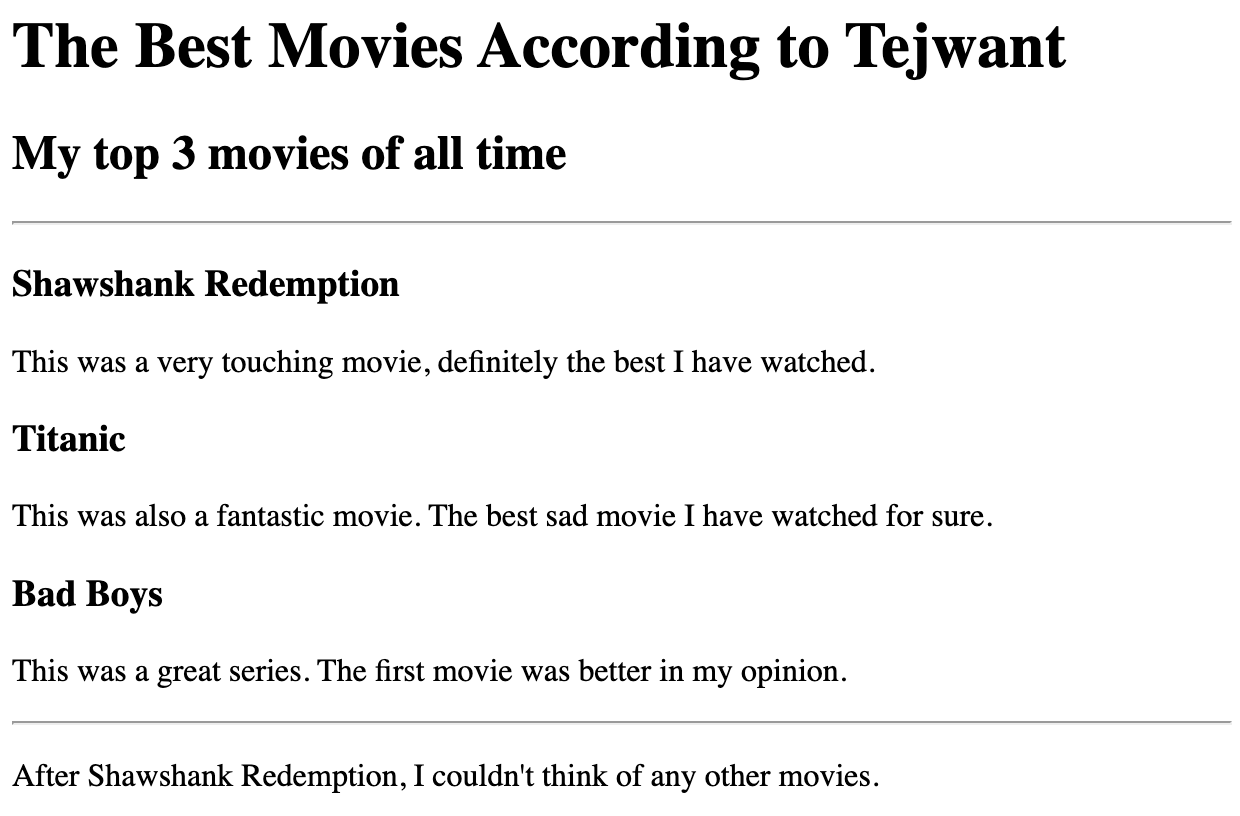 The Best Movies According to Tejwant
My top 3 movies of all time
Shawshank Redemption
This was a very touching movie, definitely the best I have watched.
Titanic
This was also a fantastic movie. The best sad movie I have watched for sure.
Bad Boys
This was a great series. The first movie was better in my opinion.
After Shawshank Redemption, I couldn't think of any other movies.